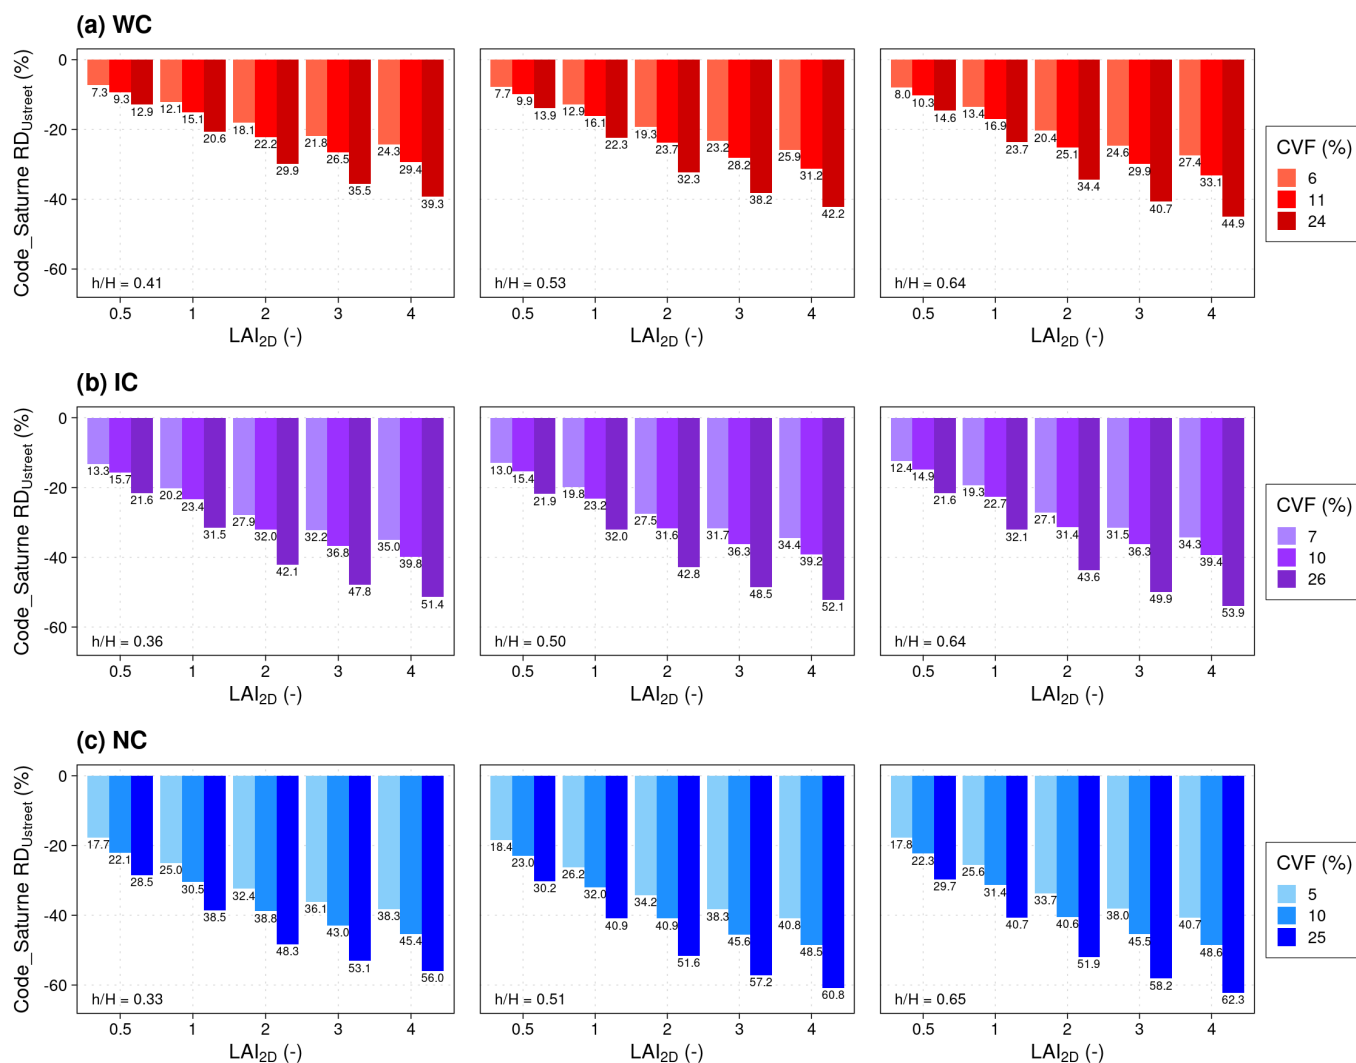 (a) WC
Code_Saturne RD_Ustreet (%)
0
-20
-40
-60
7.3 9.3 12.9 12.1 15.1 20.6 18.1 22.2 29.9 21.8 26.5 35.5 24.3 29.4 39.3
h/H = 0.41
0.5 1 2 3 4
LAI2D (-)
7.7 9.9 13.9 12.9 16.1 22.3 19.3 23.7 32.3 23.2 28.2 38.2 25.9 31.2 42.2
h/H = 0.53
0.5 1 2 3 4
LAI2D (-)
8.0 10.3 14.6 13.4 16.9 23.7 20.4 25.1 34.4 24.6 29.9 40.7 27.4 33.1 44.9
h/H = 0.64
0.5 1 2 3 4
LAI2D (-)
CVF (%)
6
11
24
(b) IC
Code_Saturne RD_Ustreet (%)
0
-20
-40
-60
13.3 15.7 21.6 20.2 23.4 31.5 27.9 32.0 42.1 32.2 36.8 47.8 35.0 39.8 51.4
h/H = 0.36
0.5 1 2 3 4
LAI2D (-)
13.0 15.4 21.9 19.8 23.2 32.0 27.5 31.6 42.8 31.7 36.3 48.5 34.4 39.2 52.1
h/H = 0.50
0.5 1 2 3 4
LAI2D (-)
12.4 14.9 21.6 19.3 22.7 32.1 27.1 31.4 43.6 31.5 36.3 49.9 34.3 39.4 53.9
h/H = 0.64
0.5 1 2 3 4
LAI2D (-)
CVF (%)
7
10
26
(c) NC
Code_Saturne RD_Ustreet (%)
0
-20
-40
-60
17.7 22.1 28.5 25.0 30.5 38.5 32.4 38.8 48.3 36.1 43.0 53.1 38.3 45.4 56.0
h/H = 0.33
0.5 1 2 3 4
LAI2D (-)
18.4 23.0 30.2 26.2 32.0 40.9 34.2 40.9 51.6 38.3 45.6 57.2 40.8 48.5 60.8
h/H = 0.51
0.5 1 2 3 4
LAI2D (-)
17.8 22.3 29.7 25.6 31.4 40.7 33.7 40.6 51.9 38.0 45.5 58.2 40.7 48.6 62.3
h/H = 0.65
0.5 1 2 3 4
LAI2D (-)
CVF (%)
5
10
25